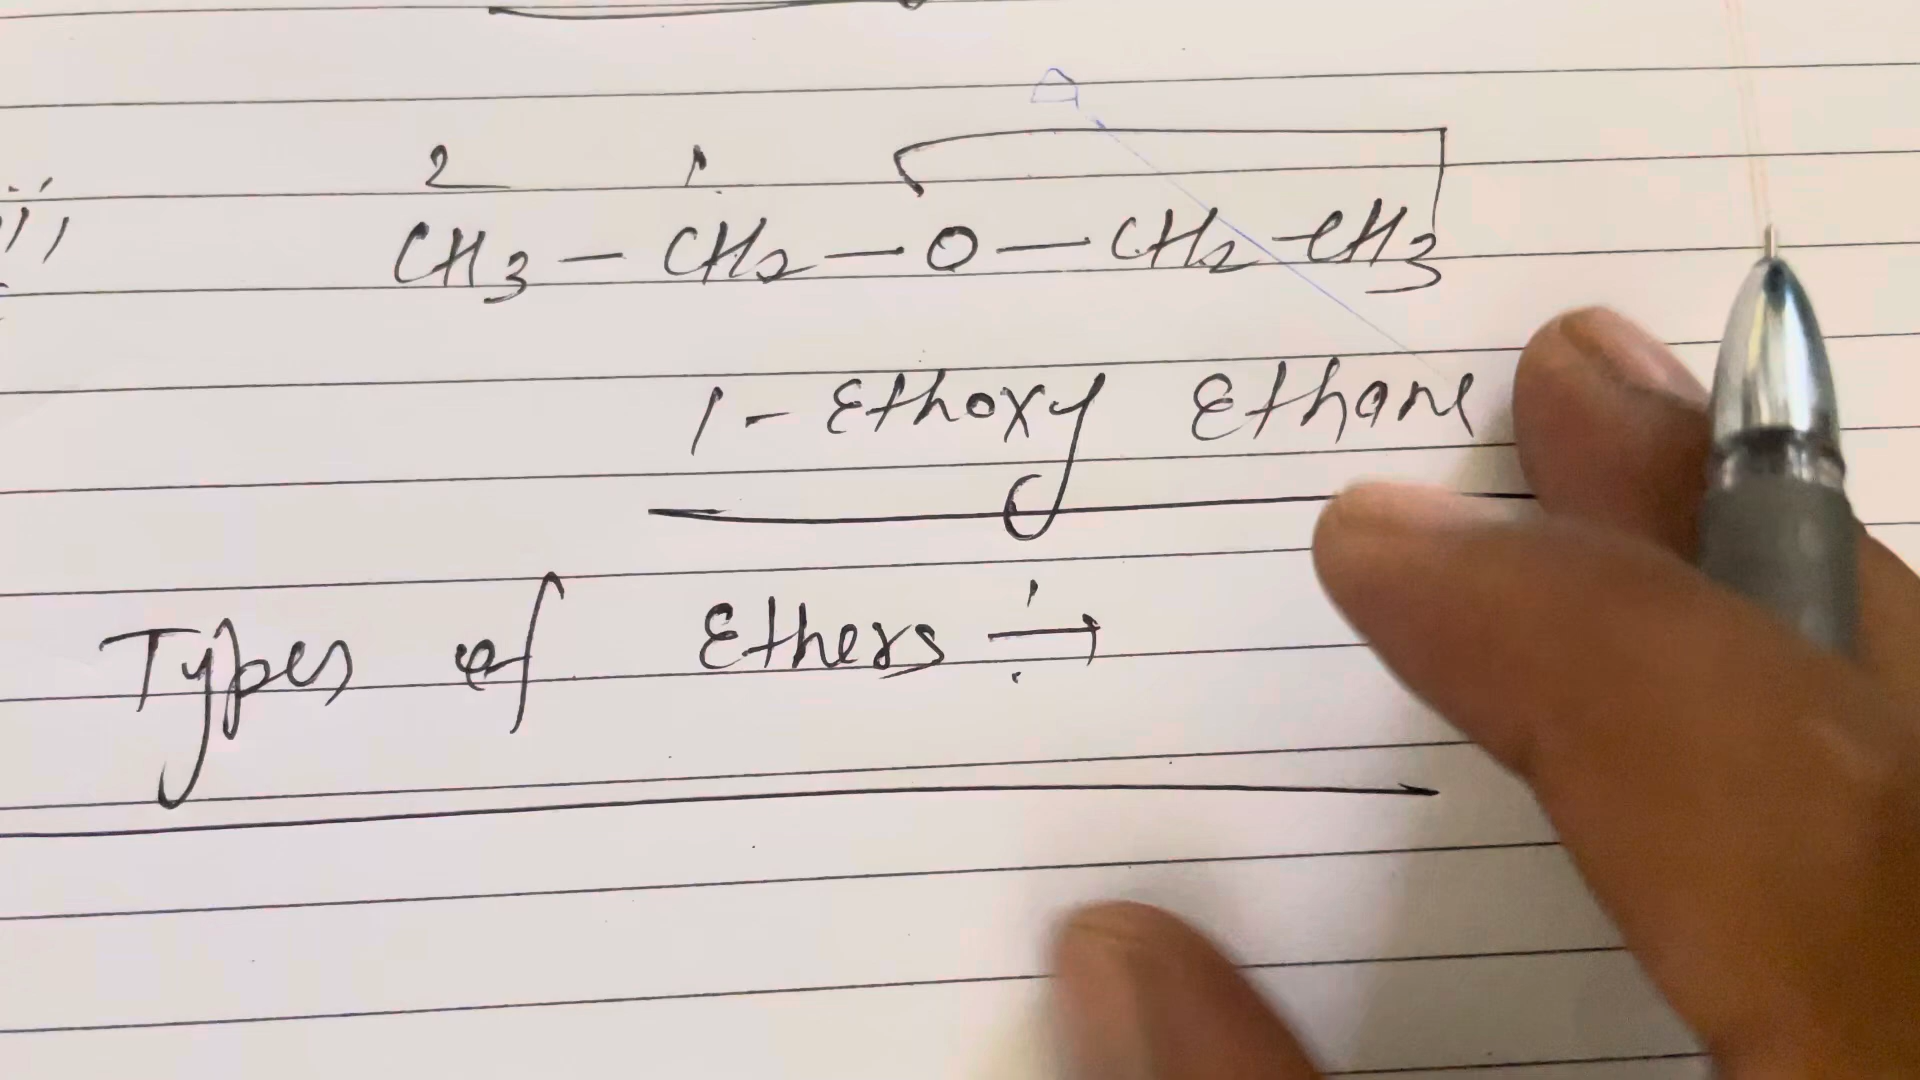 ii)
2 1
CH3 - CH2 - O - CH2 - CH3
1 - Ethoxy Ethane
Types of Ethers ÷→